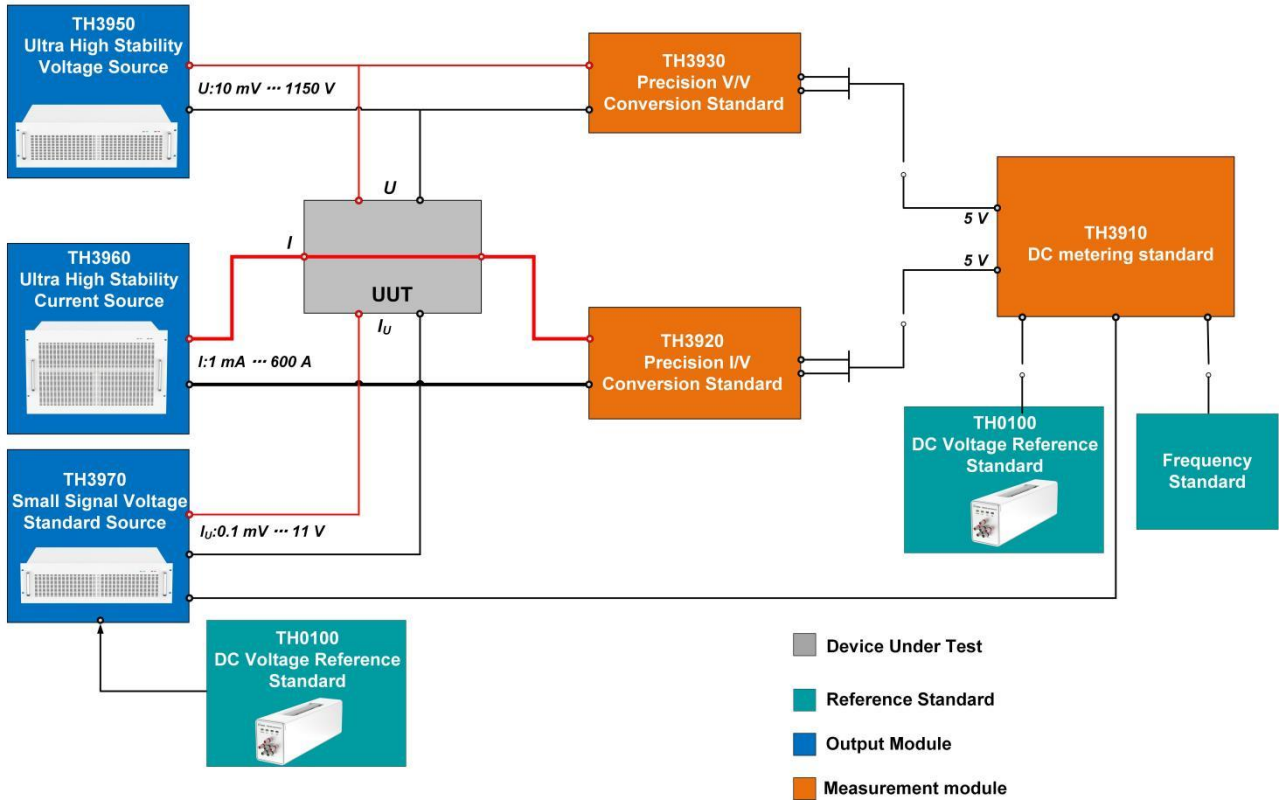 TH3950
Ultra High Stability
Voltage Source
U:10 mV ··· 1150 V
TH3930
Precision V/V
Conversion Standard
U
5 V
TH3910
DC metering standard
5 V
I
UUT
I_U
TH3960
Ultra High Stability
Current Source
I:1 mA ··· 600 A
TH3920
Precision I/V
Conversion Standard
TH0100
DC Voltage Reference
Standard
Frequency
Standard
TH3970
Small Signal Voltage
Standard Source
I_U:0.1 mV ··· 11 V
TH0100
DC Voltage Reference
Standard
Device Under Test
Reference Standard
Output Module
Measurement module